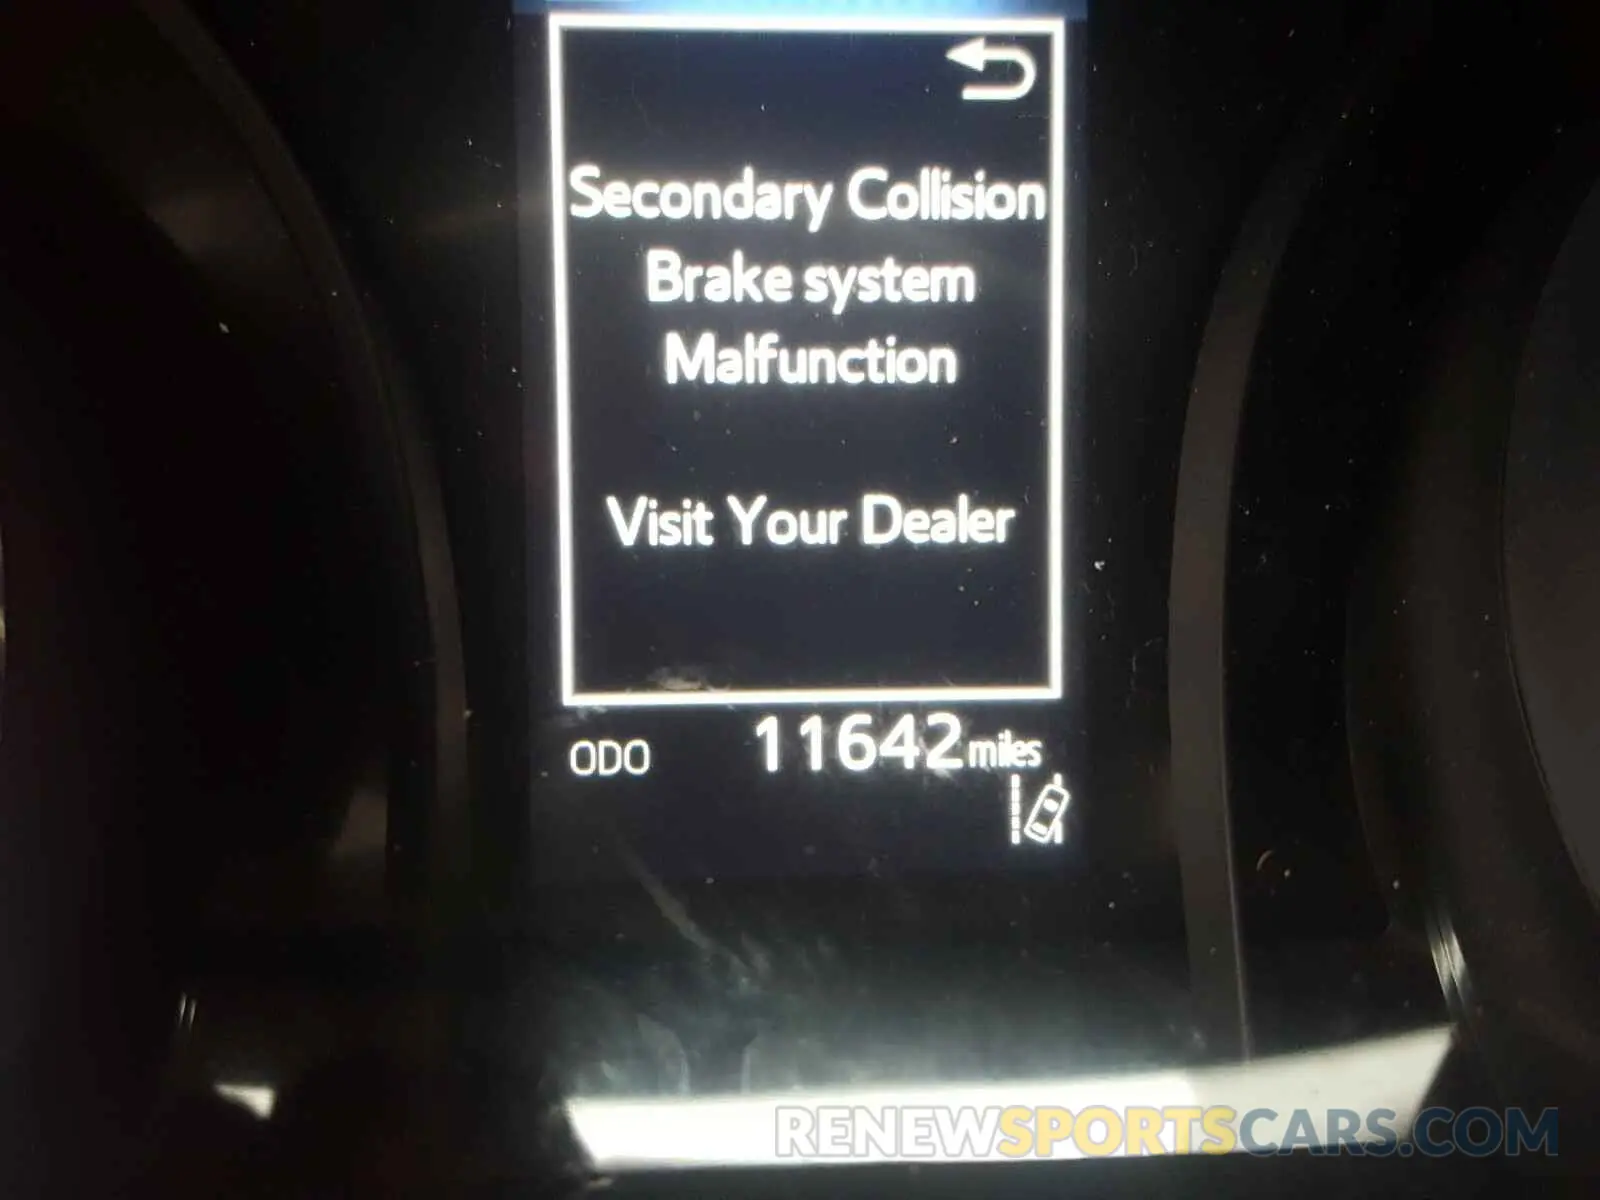 Secondary Collision
Brake system
Malfunction
Visit Your Dealer
ODO 11642 miles
RENEWSPORTSCARS.COM